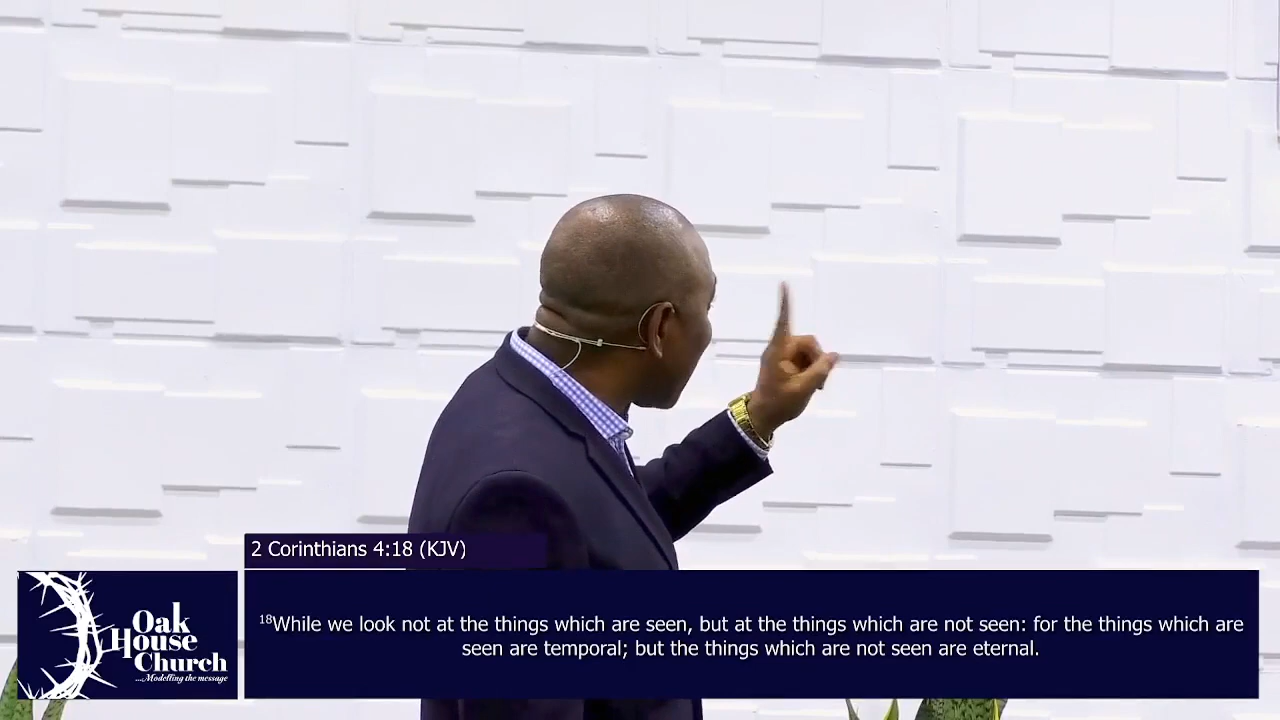 2 Corinthians 4:18 (KJV)
Oak
House
Church
...Modelling the message
18While we look not at the things which are seen, but at the things which are not seen: for the things which are
seen are temporal; but the things which are not seen are eternal.